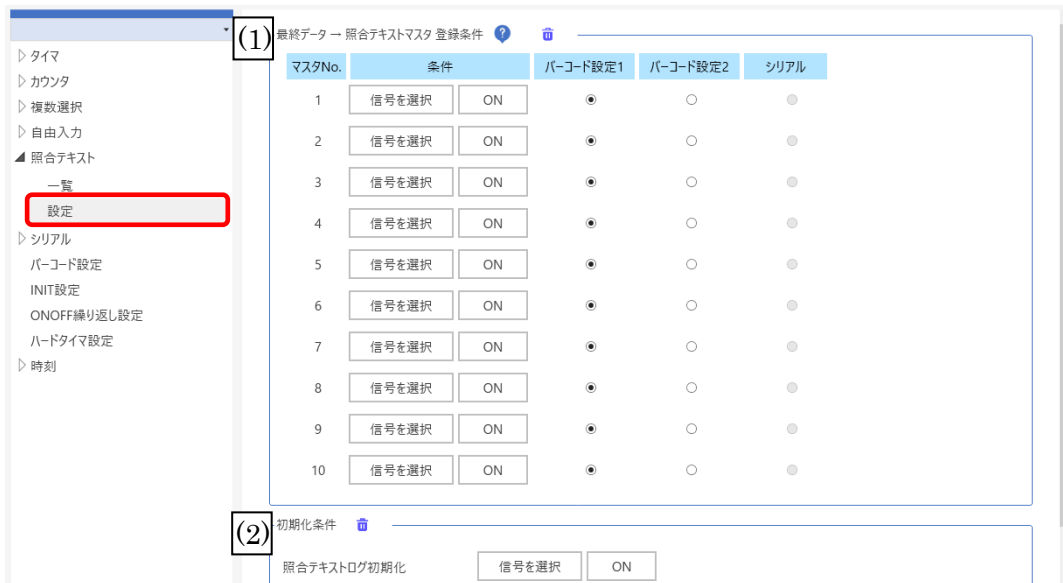 (1) 最終データ → 照合テキストマスタ 登録条件 ?
タイマ
カウンタ
複数選択
自由入力
照合テキスト
一覧
設定
シリアル
バーコード設定
INIT設定
ONOFF繰り返し設定
ハードタイマ設定
時刻
マスタNo. 条件 バーコード設定1 バーコード設定2 シリアル
1 信号を選択 ON
2 信号を選択 ON
3 信号を選択 ON
4 信号を選択 ON
5 信号を選択 ON
6 信号を選択 ON
7 信号を選択 ON
8 信号を選択 ON
9 信号を選択 ON
10 信号を選択 ON
(2) 初期化条件
照合テキストログ初期化 信号を選択 ON